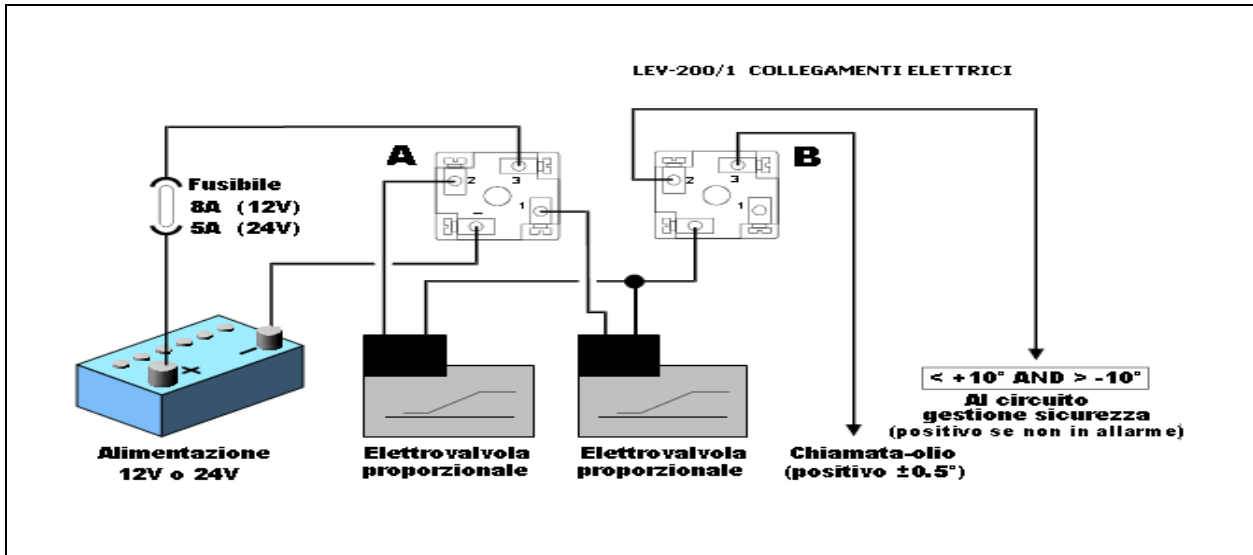 LEV-200/1 COLLEGAMENTI ELETTRICI
A
B
2
3
1
–
2
3
1
Fusibile
8A (12V)
5A (24V)
+
–
Alimentazione
12V o 24V
Elettrovalvola
proporzionale
Elettrovalvola
proporzionale
Chiamata-olio
(positivo ±0.5°)
< +10° AND > -10°
Al circuito
gestione sicurezza
(positivo se non in allarme)